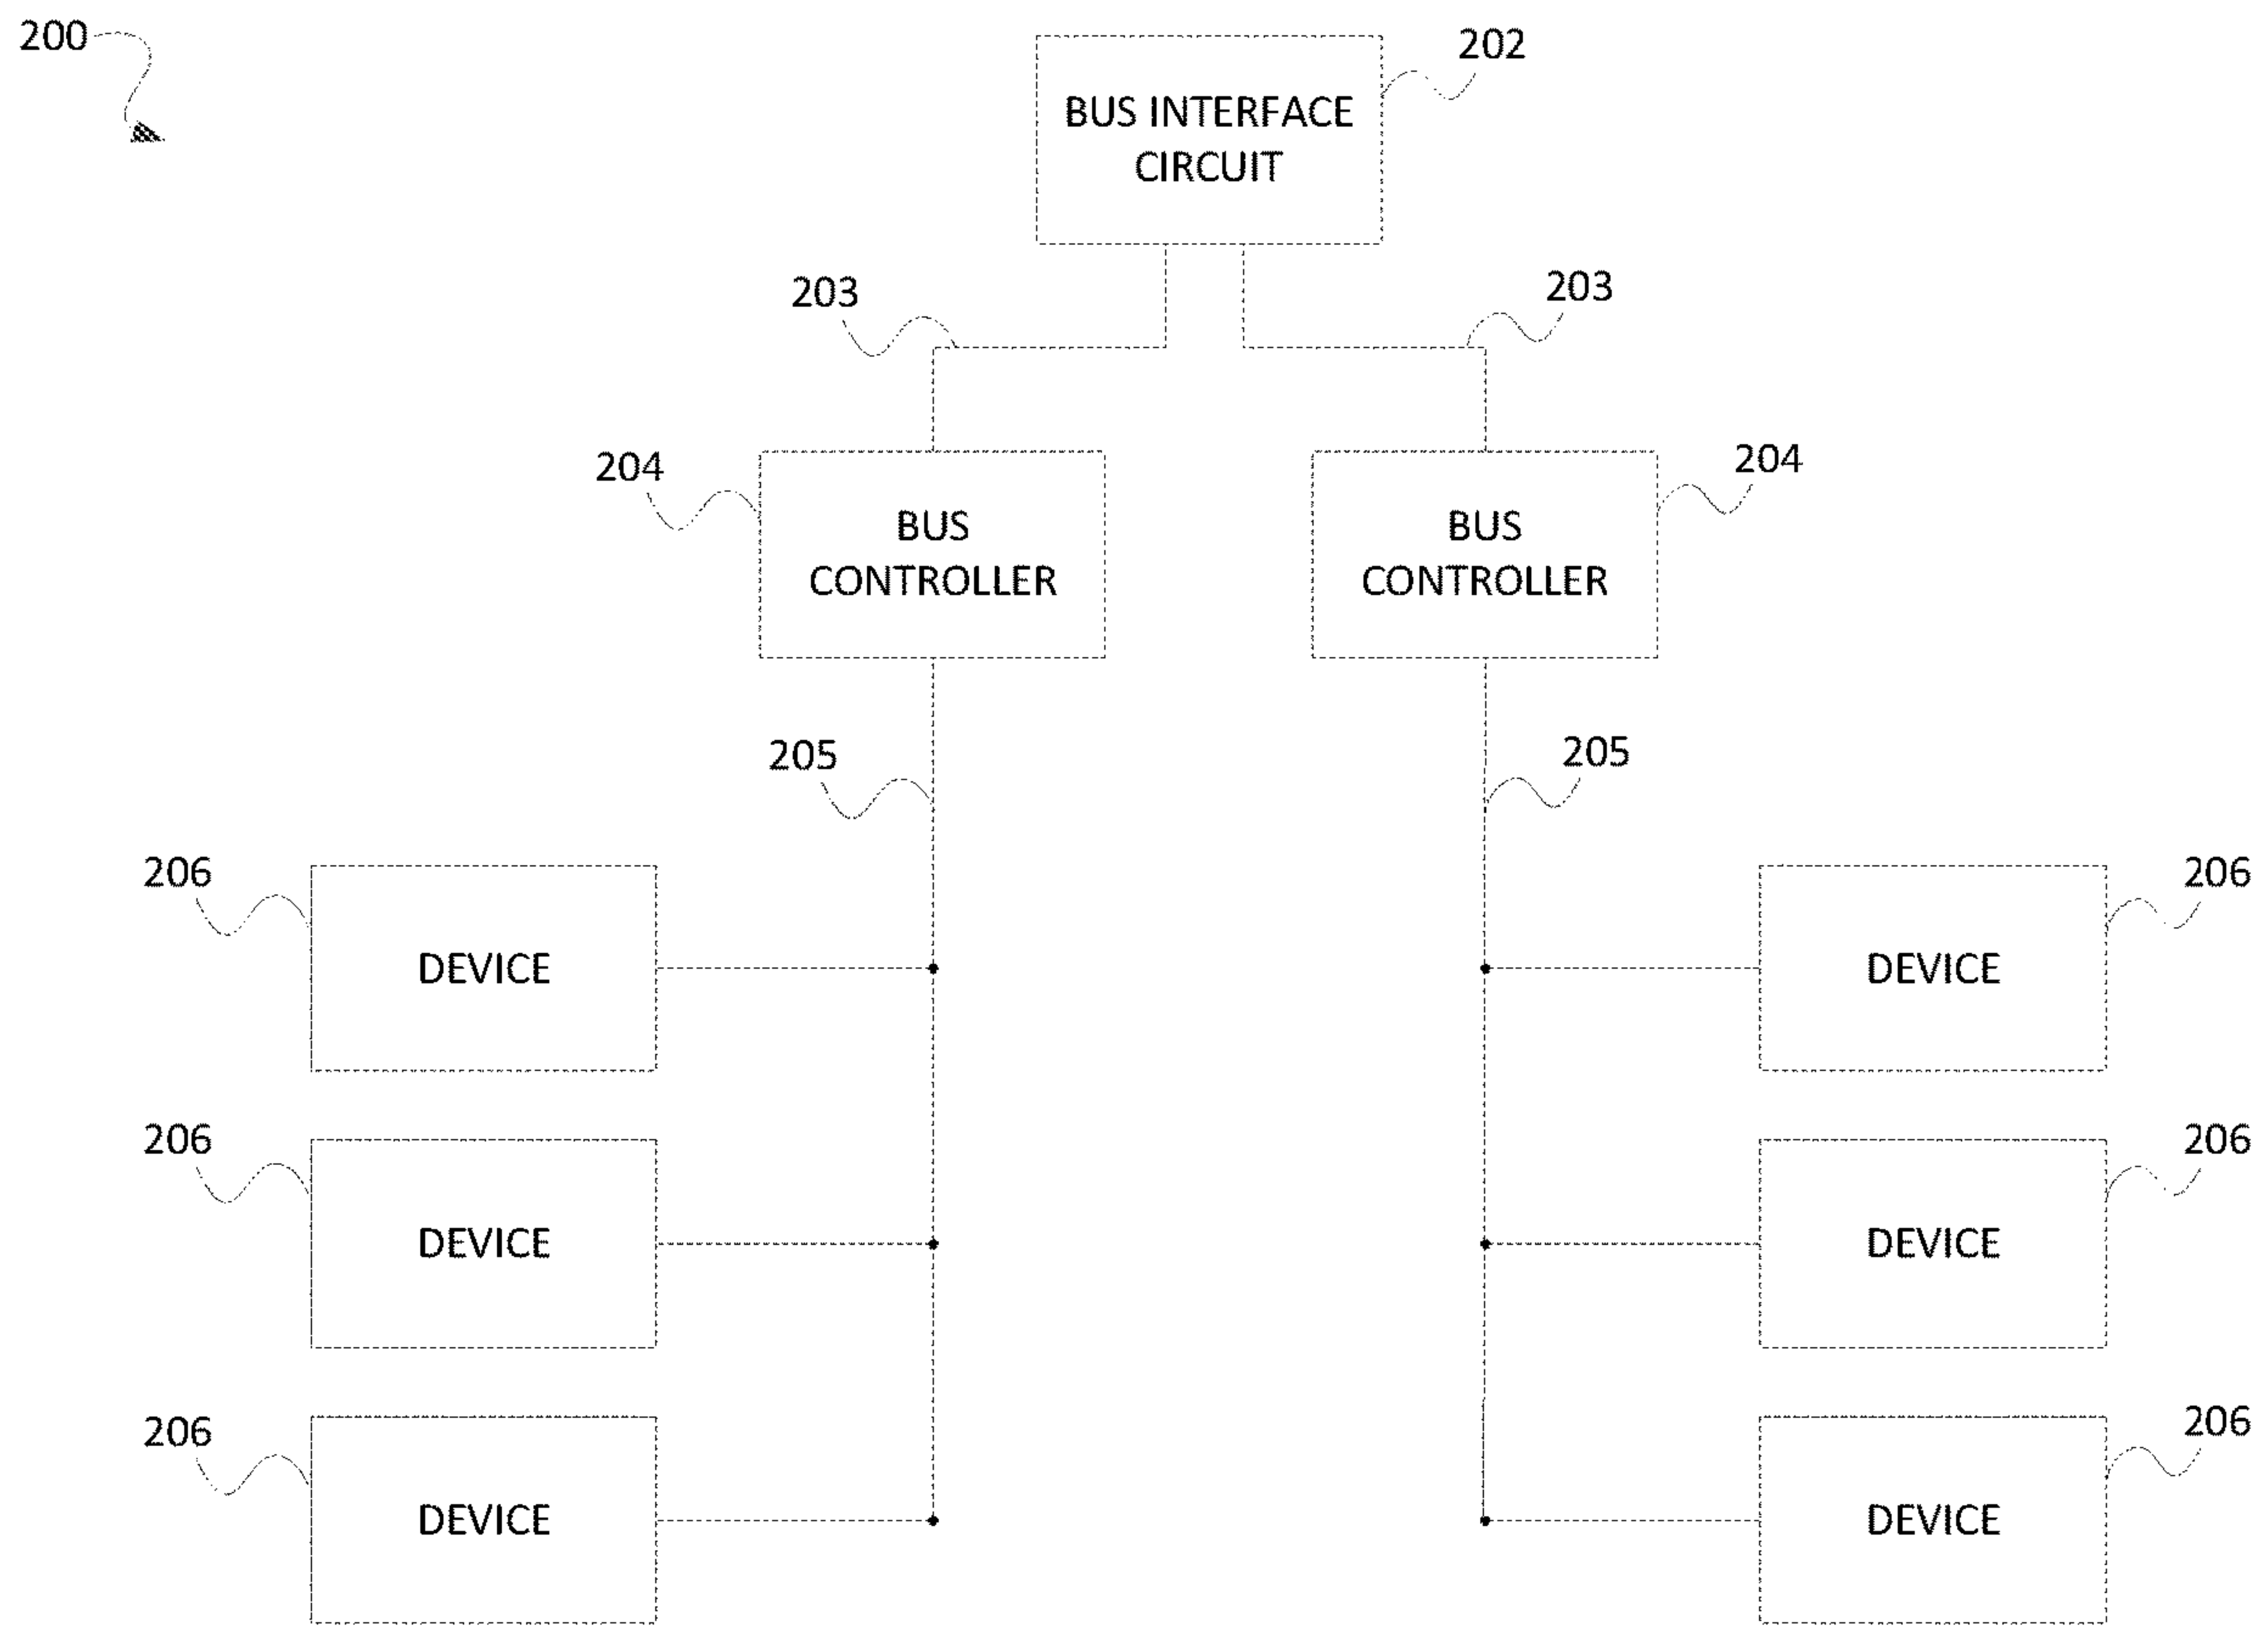 200
202
BUS INTERFACE
CIRCUIT
203
203
204
204
BUS
CONTROLLER
BUS
CONTROLLER
205
205
206
206
DEVICE
DEVICE
206
206
DEVICE
DEVICE
206
206
DEVICE
DEVICE